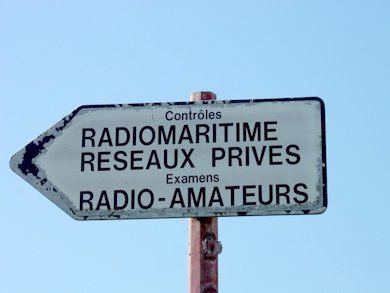 Contrôles
RADIOMARITIME
RESEAUX PRIVES
Examens
RADIO-AMATEURS